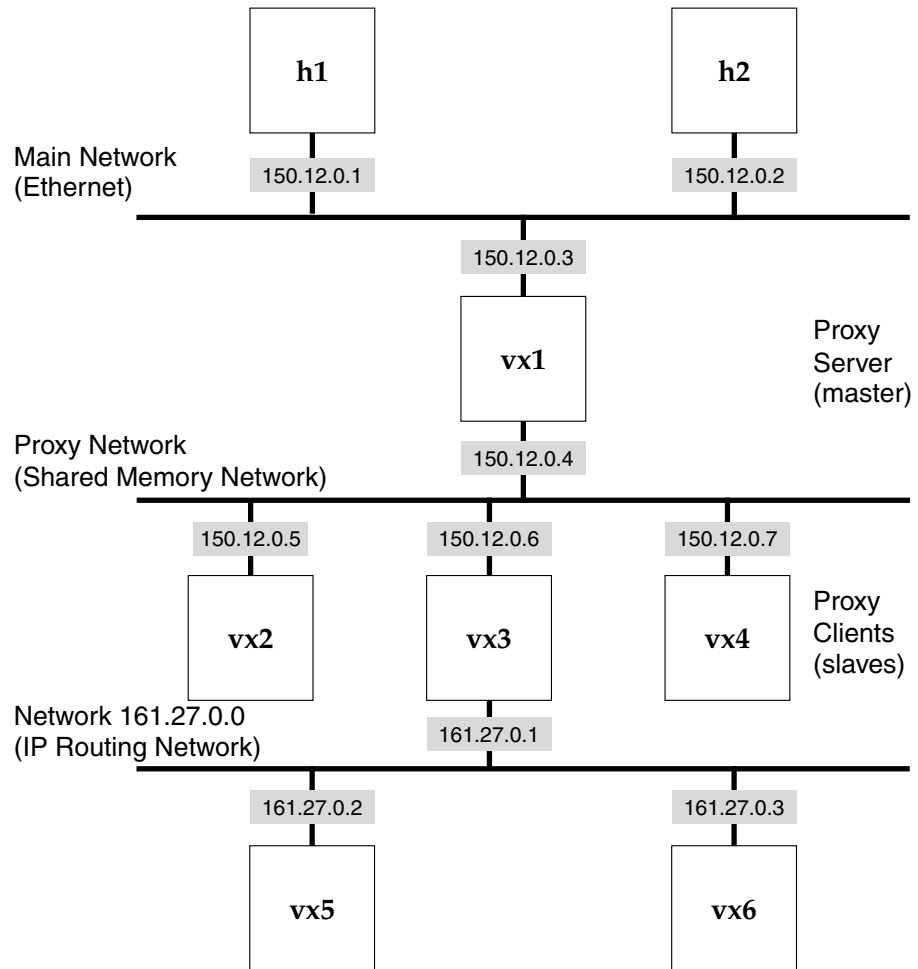 h1
h2
Main Network
(Ethernet)
150.12.0.1
150.12.0.2
150.12.0.3
vx1
Proxy
Server
(master)
Proxy Network
(Shared Memory Network)
150.12.0.4
150.12.0.5
150.12.0.6
150.12.0.7
vx2
vx3
vx4
Proxy
Clients
(slaves)
Network 161.27.0.0
(IP Routing Network)
161.27.0.1
161.27.0.2
161.27.0.3
vx5
vx6